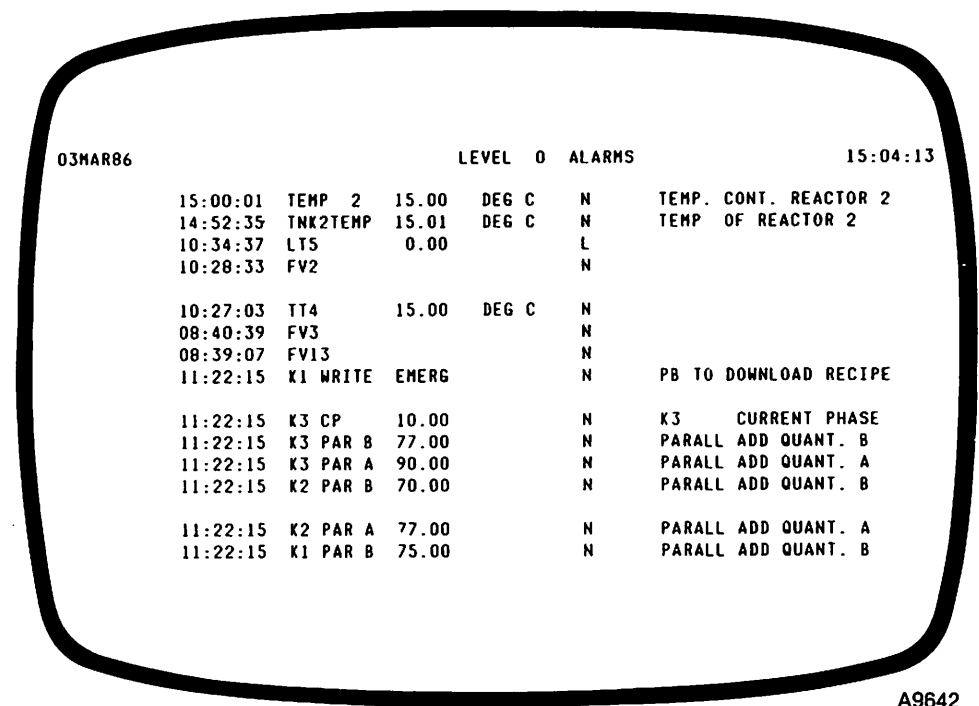 03MAR86 LEVEL 0 ALARMS 15:04:13
15:00:01 TEMP 2 15.00 DEG C N TEMP. CONT. REACTOR 2
14:52:35 TNK2TEMP 15.01 DEG C N TEMP OF REACTOR 2
10:34:37 LT5 0.00 L
10:28:33 FV2 N
10:27:03 TT4 15.00 DEG C N
08:40:39 FV3 N
08:39:07 FV13 N
11:22:15 K1 WRITE EMERG N PB TO DOWNLOAD RECIPE
11:22:15 K3 CP 10.00 N K3 CURRENT PHASE
11:22:15 K3 PAR B 77.00 N PARALL ADD QUANT. B
11:22:15 K3 PAR A 90.00 N PARALL ADD QUANT. A
11:22:15 K2 PAR B 70.00 N PARALL ADD QUANT. B
11:22:15 K2 PAR A 77.00 N PARALL ADD QUANT. A
11:22:15 K1 PAR B 75.00 N PARALL ADD QUANT. B
A9642